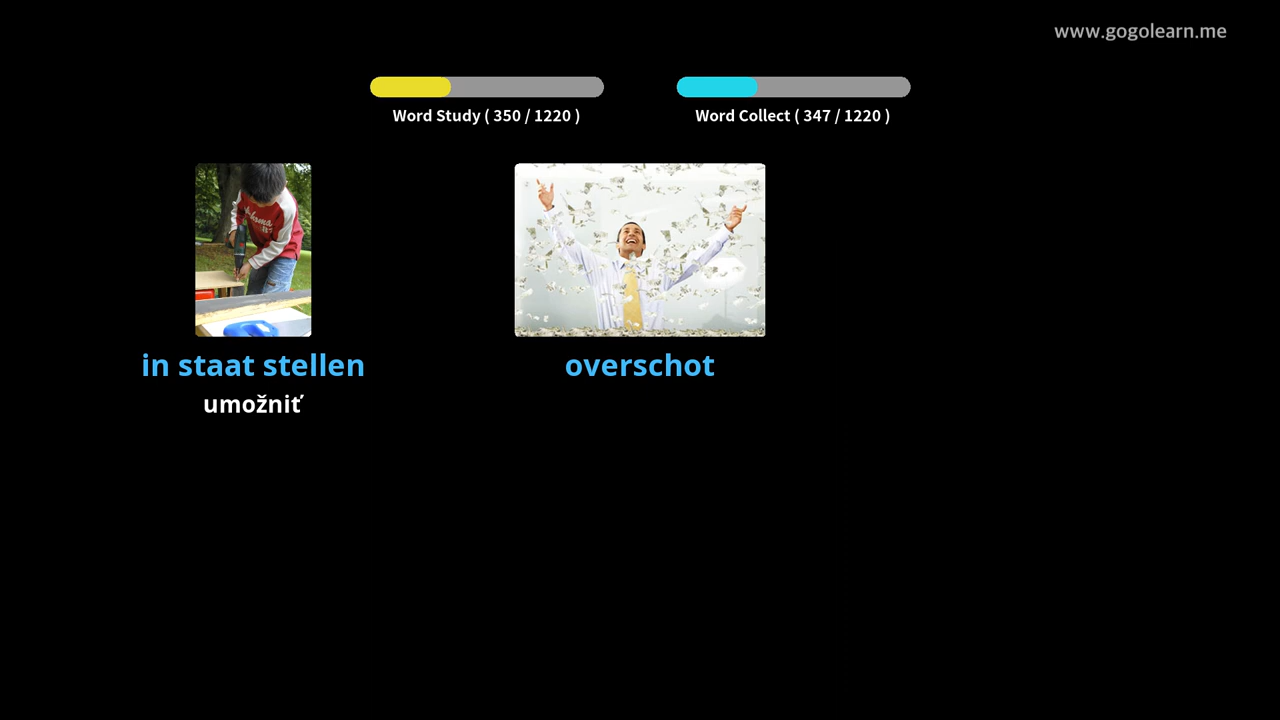 www.gogolearn.me
Word Study ( 350 / 1220 )
Word Collect ( 347 / 1220 )
in staat stellen
umožniť
overschot